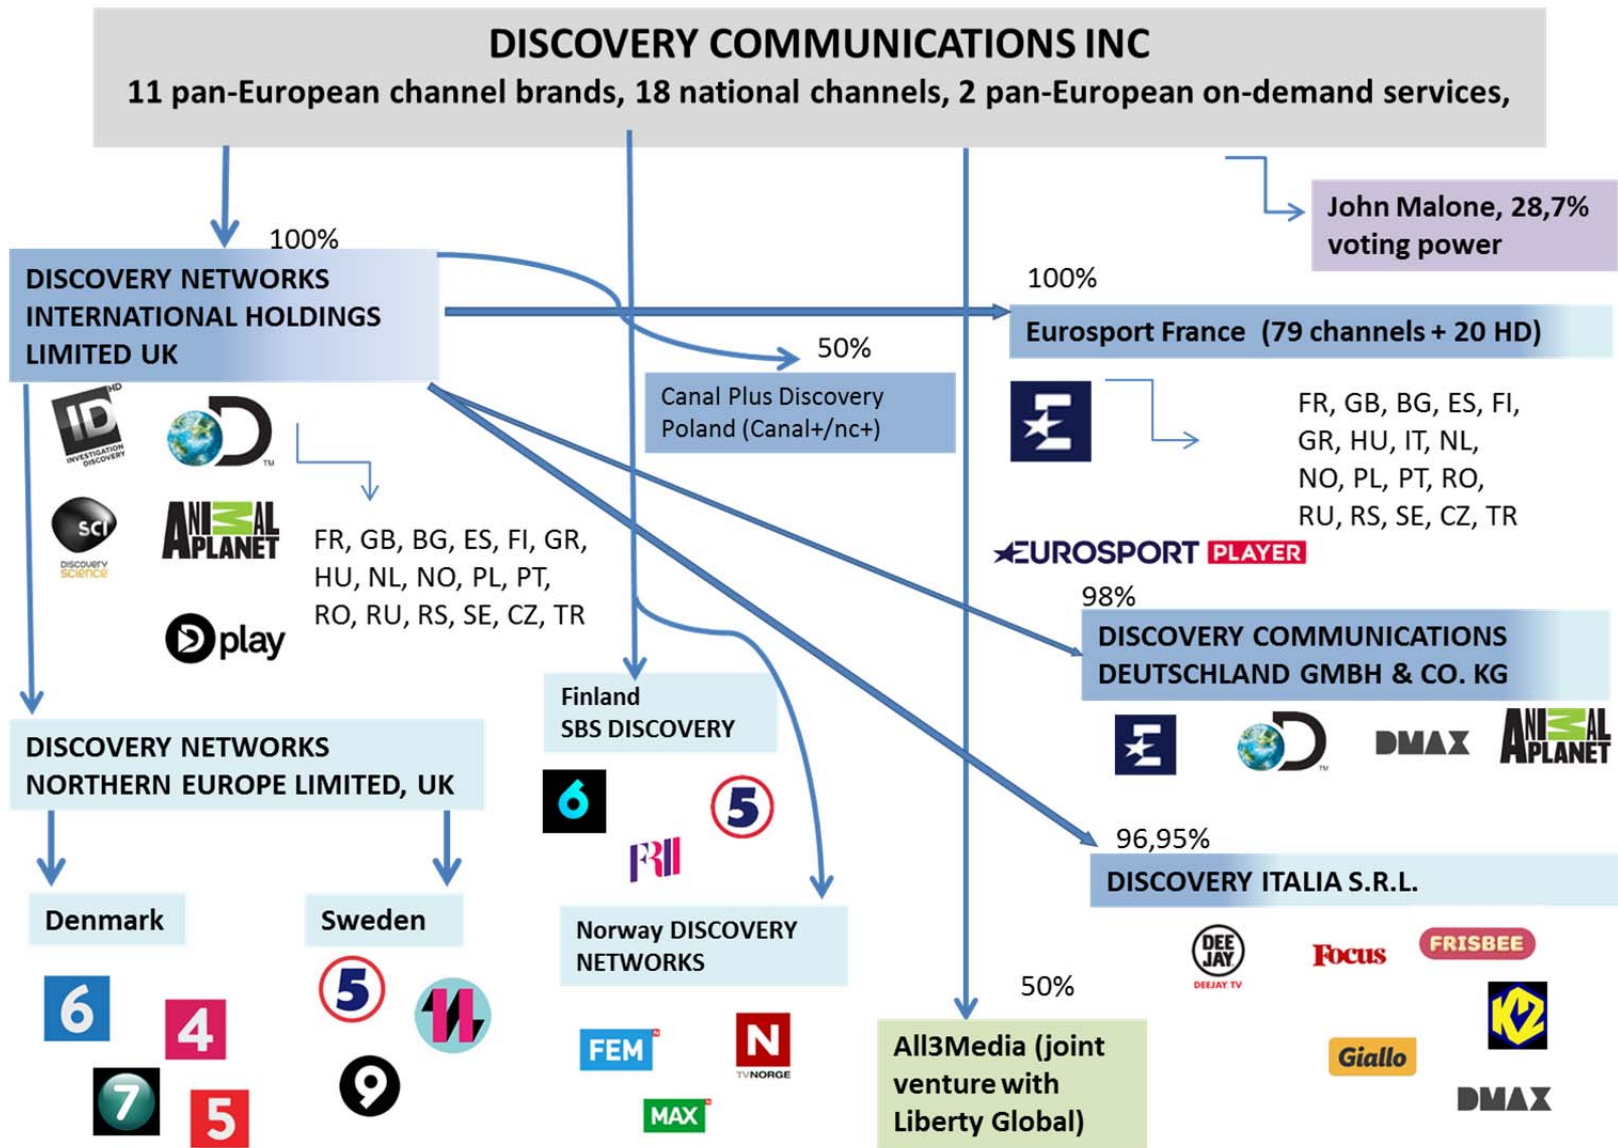 DISCOVERY COMMUNICATIONS INC
11 pan-European channel brands, 18 national channels, 2 pan-European on-demand services,
John Malone, 28,7%
voting power
100%
DISCOVERY NETWORKS
INTERNATIONAL HOLDINGS
LIMITED UK
100%
Eurosport France (79 channels + 20 HD)
50%
Canal Plus Discovery
Poland (Canal+/nc+)
HD
ID
INVESTIGATION
DISCOVERY
D
TM
SCI
DISCOVERY
SCIENCE
ANIMAL
PLANET
D play
FR, GB, BG, ES, FI, GR,
HU, NL, NO, PL, PT,
RO, RU, RS, SE, CZ, TR
E
FR, GB, BG, ES, FI,
GR, HU, IT, NL,
NO, PL, PT, RO,
RU, RS, SE, CZ, TR
EUROSPORT PLAYER
98%
DISCOVERY COMMUNICATIONS
DEUTSCHLAND GMBH & CO. KG
E
D
TM
DMAX
ANIMAL
PLANET
Finland
SBS DISCOVERY
6
5
FRII
DISCOVERY NETWORKS
NORTHERN EUROPE LIMITED, UK
96,95%
DISCOVERY ITALIA S.R.L.
DEE
JAY
DEEJAY TV
Focus
FRISBEE
K2
Giallo
DMAX
Denmark
6
4
7
5
Sweden
5
11
9
Norway DISCOVERY
NETWORKS
FEM
N
TVNORGE
MAX
50%
All3Media (joint
venture with
Liberty Global)